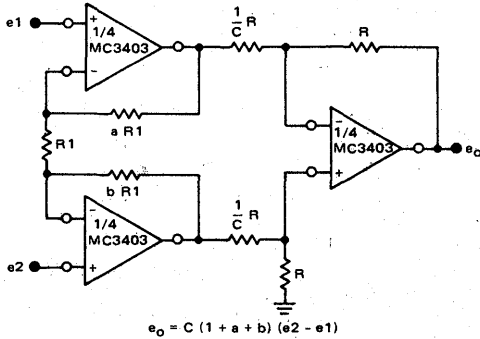 e1
+
1/4
MC3403
−
1/C R
R
a R1
R1
−
1/4
MC3403
+
eo
b R1
−
1/4
MC3403
+
1/C R
e2
R
eo = C (1 + a + b) (e2 - e1)